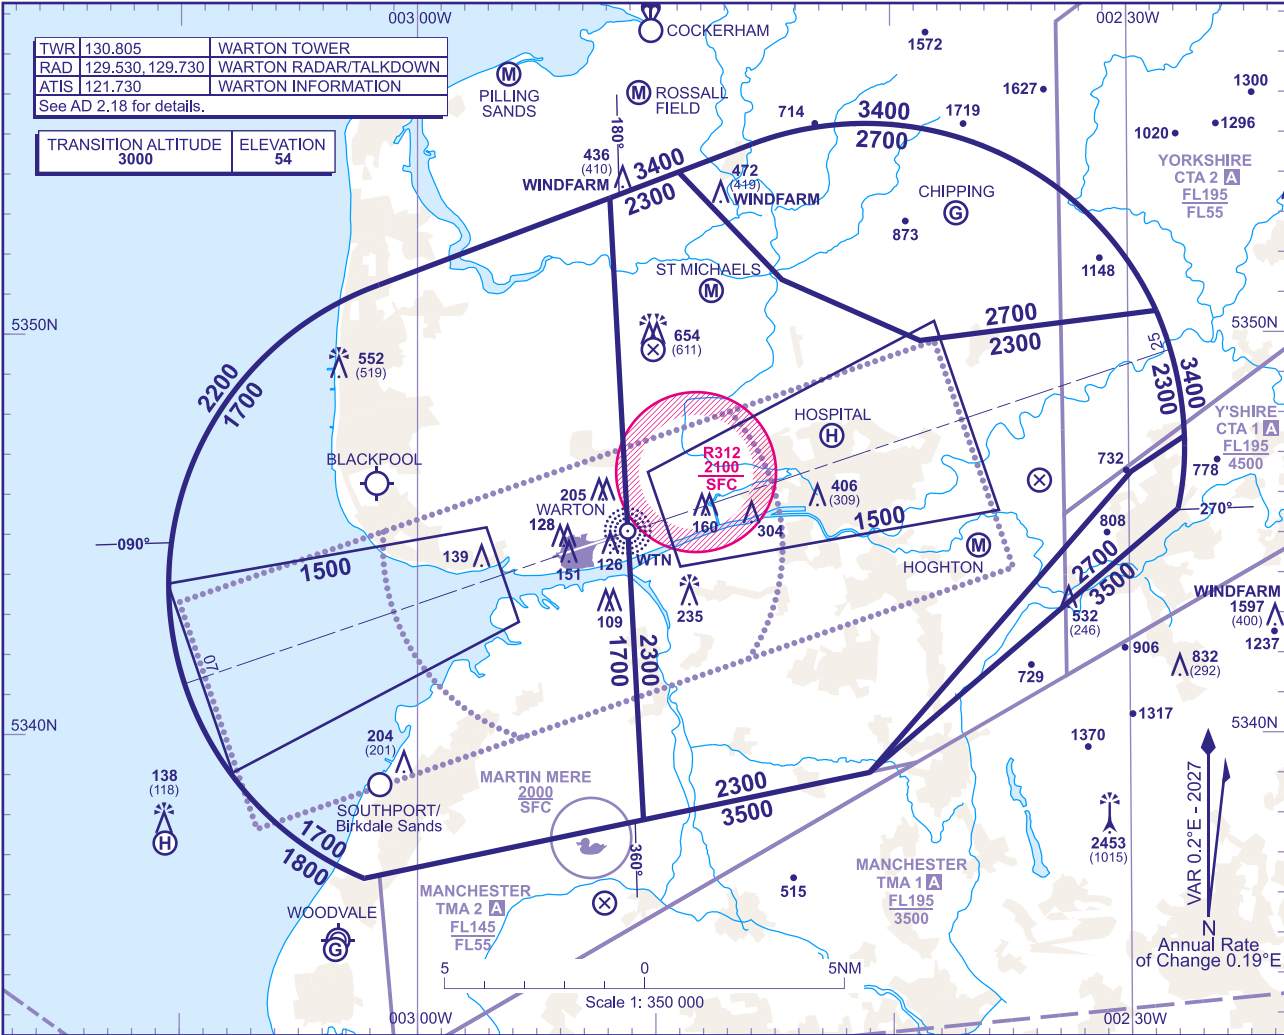 003 00W
002 30W
TWR 130.805 WARTON TOWER
RAD 129.530, 129.730 WARTON RADAR/TALKDOWN
ATIS 121.730 WARTON INFORMATION
See AD 2.18 for details.
TRANSITION ALTITUDE
3000
ELEVATION
54
COCKERHAM
M
PILLING
SANDS
M
ROSSALL
FIELD
1572
1627
1300
1296
1020
714
3400
2700
1719
180°
436
(410)
WINDFARM
3400
2300
472
(419)
WINDFARM
CHIPPING
G
873
1148
YORKSHIRE
CTA 2 A
FL195
FL55
ST MICHAELS
M
5350N
5350N
654
(611)
552
(519)
2200
1700
2700
2300
25
3400
2300
Y'SHIRE
CTA 1 A
FL195
4500
HOSPITAL
H
R312
2100
SFC
BLACKPOOL
732
778
205
WARTON
128
151
126
WTN
160
304
406
(309)
1500
270°
808
090°
1500
139
M
HOGHTON
109
235
2700
3500
532
(246)
WINDFARM
1597
(400)
1237
906
832
(292)
729
1700
2300
07
5340N
5340N
1317
1370
204
(201)
138
(118)
H
SOUTHPORT/
Birkdale Sands
MARTIN MERE
2000
SFC
2300
3500
1700
1800
360°
2453
(1015)
VAR 0.2°E - 2027
N
Annual Rate
of Change 0.19°E
515
MANCHESTER
TMA 1 A
FL195
3500
MANCHESTER
TMA 2 A
FL145
FL55
WOODVALE
G
5 0 5NM
Scale 1: 350 000
003 00W
002 30W